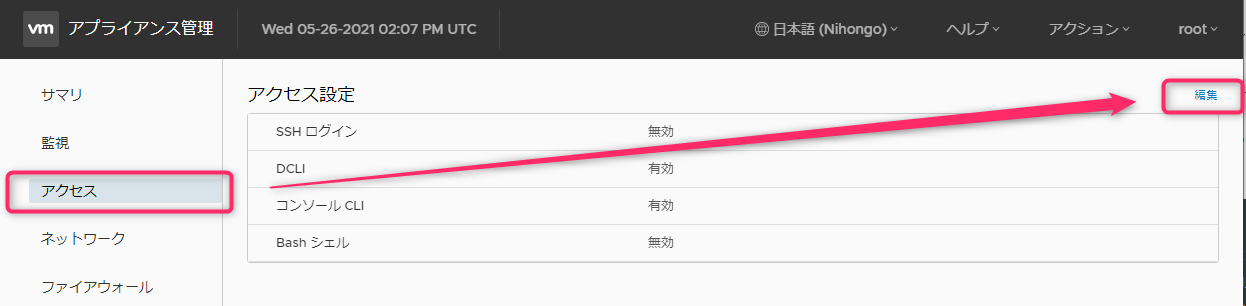 vm アプライアンス管理 Wed 05-26-2021 02:07 PM UTC 日本語 (Nihongo) ヘルプ アクション root
サマリ
監視
アクセス
ネットワーク
ファイアウォール
アクセス設定 編集
SSH ログイン 無効
DCLI 有効
コンソール CLI 有効
Bash シェル 無効